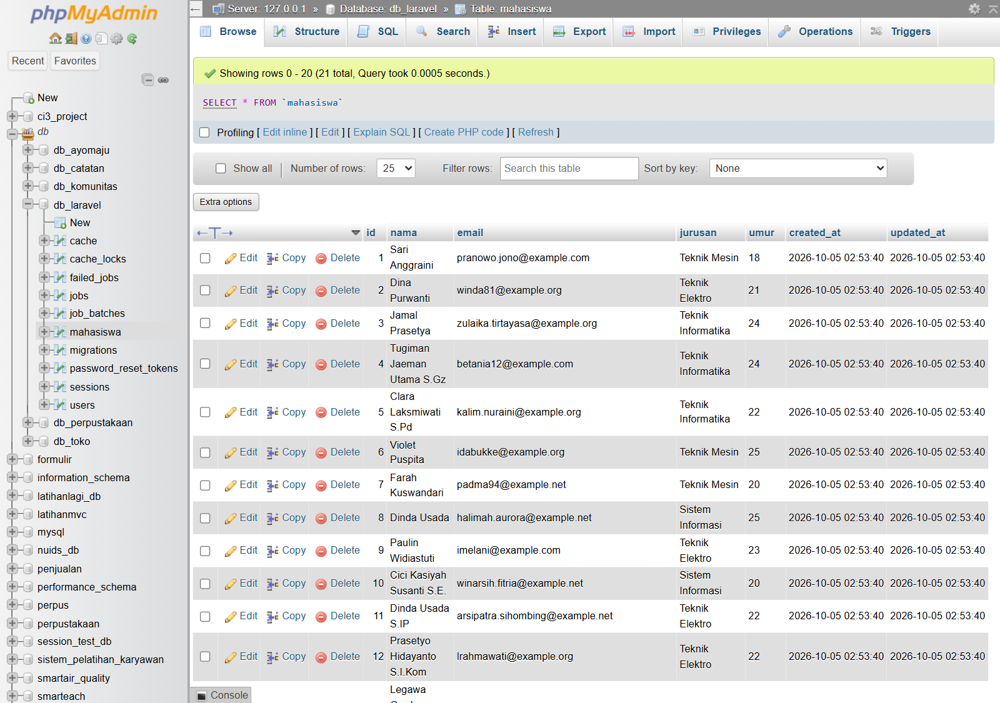 phpMyAdmin
Recent Favorites
New
ci3_project
db
db_ayomaju
db_catatan
db_komunitas
db_laravel
New
cache
cache_locks
failed_jobs
jobs
job_batches
mahasiswa
migrations
password_reset_tokens
sessions
users
db_perpustakaan
db_toko
formulir
information_schema
latihanlagi_db
latihanmvc
mysql
nuids_db
penjualan
performance_schema
perpus
perpustakaan
session_test_db
sistem_pelatihan_karyawan
smartair_quality
smarteach
Server: 127.0.0.1 » Database: db_laravel » Table: mahasiswa
Browse Structure SQL Search Insert Export Import Privileges Operations Triggers
Showing rows 0 - 20 (21 total, Query took 0.0005 seconds.)
SELECT * FROM `mahasiswa`
Profiling [ Edit inline ] [ Edit ] [ Explain SQL ] [ Create PHP code ] [ Refresh ]
Show all | Number of rows: 25 Filter rows: Search this table Sort by key: None
Extra options
id nama email jurusan umur created_at updated_at
Edit Copy Delete 1 Sari Anggraini pranowo.jono@example.com Teknik Mesin 18 2026-10-05 02:53:40 2026-10-05 02:53:40
Edit Copy Delete 2 Dina Purwanti winda81@example.org Teknik Elektro 21 2026-10-05 02:53:40 2026-10-05 02:53:40
Edit Copy Delete 3 Jamal Prasetya zulaika.tirtayasa@example.org Teknik Informatika 24 2026-10-05 02:53:40 2026-10-05 02:53:40
Edit Copy Delete 4 Tugiman Jaeman Utama S.Gz betania12@example.com Teknik Informatika 24 2026-10-05 02:53:40 2026-10-05 02:53:40
Edit Copy Delete 5 Clara Laksmiwati S.Pd kalim.nuraini@example.org Teknik Informatika 22 2026-10-05 02:53:40 2026-10-05 02:53:40
Edit Copy Delete 6 Violet Puspita idabukke@example.org Teknik Mesin 25 2026-10-05 02:53:40 2026-10-05 02:53:40
Edit Copy Delete 7 Farah Kuswandari padma94@example.net Teknik Mesin 20 2026-10-05 02:53:40 2026-10-05 02:53:40
Edit Copy Delete 8 Dinda Usada halimah.aurora@example.net Sistem Informasi 25 2026-10-05 02:53:40 2026-10-05 02:53:40
Edit Copy Delete 9 Paulin Widiastuti imelani@example.com Teknik Elektro 23 2026-10-05 02:53:40 2026-10-05 02:53:40
Edit Copy Delete 10 Cici Kasiyah Susanti S.E. winarsih.fitria@example.net Sistem Informasi 20 2026-10-05 02:53:40 2026-10-05 02:53:40
Edit Copy Delete 11 Dinda Usada S.IP arsipatra.sihombing@example.net Teknik Elektro 22 2026-10-05 02:53:40 2026-10-05 02:53:40
Edit Copy Delete 12 Prasetyo Hidayanto S.I.Kom lrahmawati@example.org Teknik Elektro 22 2026-10-05 02:53:40 2026-10-05 02:53:40
Legawa
Console